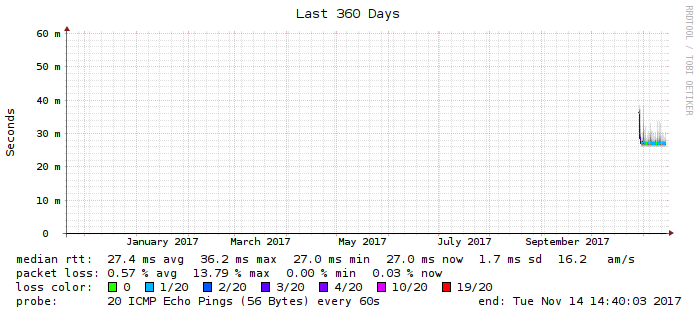 Last 360 Days
RRDTOOL / TOBI OETIKER
Seconds
60 m
50 m
40 m
30 m
20 m
10 m
0
January 2017 March 2017 May 2017 July 2017 September 2017
median rtt: 27.4 ms avg 36.2 ms max 27.0 ms min 27.0 ms now 1.7 ms sd 16.2 am/s
packet loss: 0.57 % avg 13.79 % max 0.00 % min 0.03 % now
loss color: 0 1/20 2/20 3/20 4/20 10/20 19/20
probe: 20 ICMP Echo Pings (56 Bytes) every 60s end: Tue Nov 14 14:40:03 2017